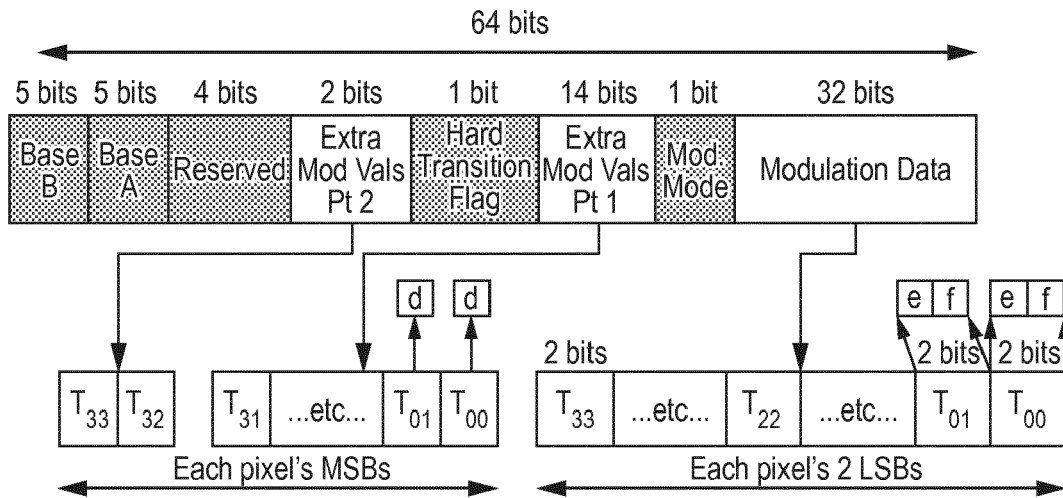 64 bits
5 bits 5 bits 4 bits 2 bits 1 bit 14 bits 1 bit 32 bits
Base B
Base A
Reserved
Extra Mod Vals Pt 2
Hard Transition Flag
Extra Mod Vals Pt 1
Mod Mode
Modulation Data
d d
e f e f
2 bits 2 bits 2 bits
T33 T32 T31 ...etc... T01 T00 T33 ...etc... T22 ...etc... T01 T00
Each pixel's MSBs Each pixel's 2 LSBs